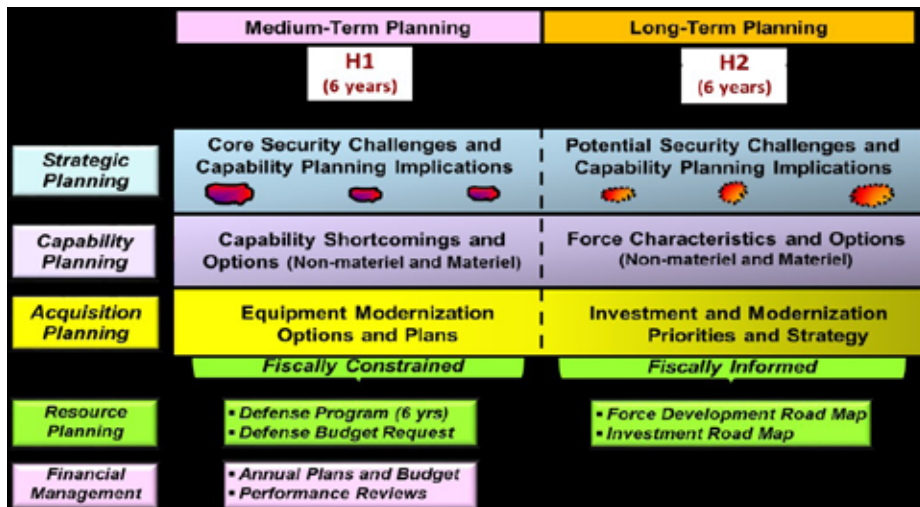 Medium-Term Planning
Long-Term Planning
H1
(6 years)
H2
(6 years)
Strategic
Planning
Core Security Challenges and
Capability Planning Implications
Potential Security Challenges and
Capability Planning Implications
Capability
Planning
Capability Shortcomings and
Options (Non-materiel and Materiel)
Force Characteristics and Options
(Non-materiel and Materiel)
Acquisition
Planning
Equipment Modernization
Options and Plans
Investment and Modernization
Priorities and Strategy
Fiscally Constrained
Fiscally Informed
Resource
Planning
▪ Defense Program (6 yrs)
▪ Defense Budget Request
▪ Force Development Road Map
▪ Investment Road Map
Financial
Management
▪ Annual Plans and Budget
▪ Performance Reviews